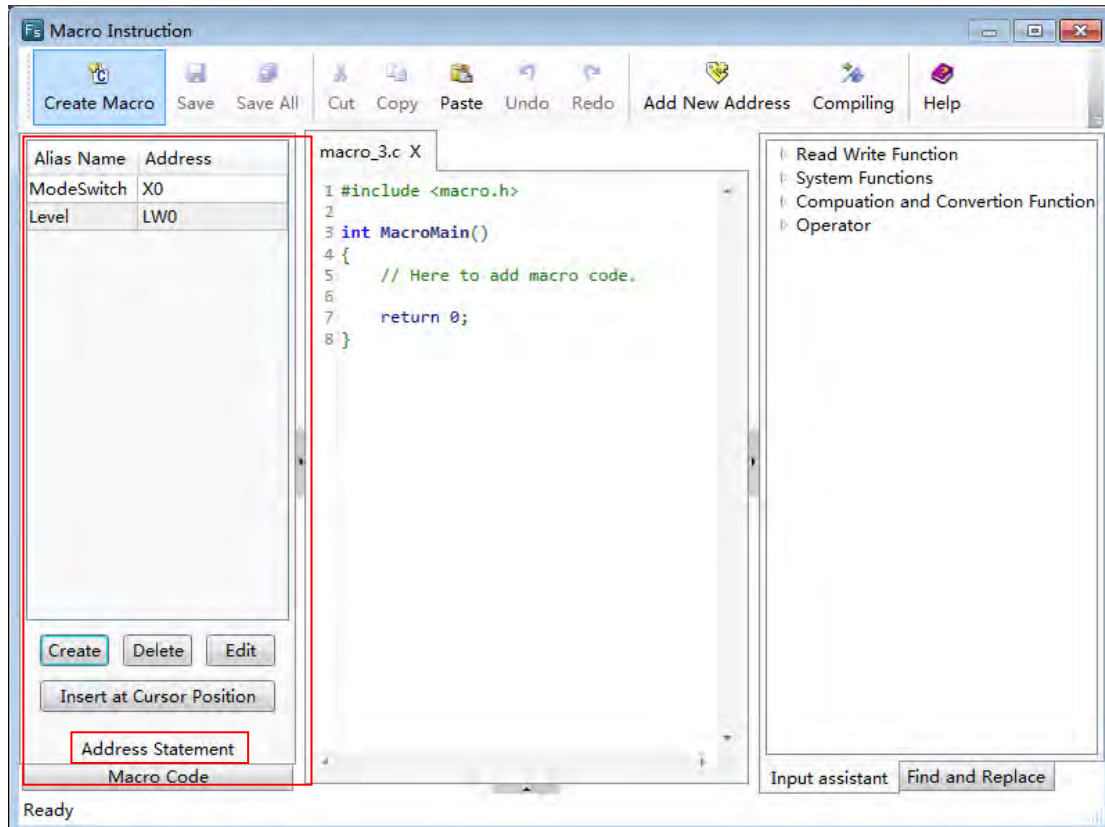 Fs Macro Instruction
Create Macro Save Save All Cut Copy Paste Undo Redo Add New Address Compiling Help
Alias Name Address
ModeSwitch X0
Level LW0
Create Delete Edit
Insert at Cursor Position
Address Statement
Macro Code
macro_3.c X
1 #include <macro.h>
2
3 int MacroMain()
4 {
5 // Here to add macro code.
6
7 return 0;
8 }
Read Write Function
System Functions
Compuation and Convertion Function
Operator
Input assistant Find and Replace
Ready